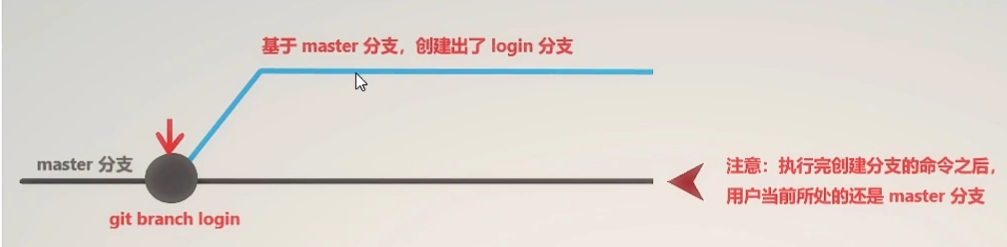 基于 master 分支，创建出了 login 分支
master 分支
注意：执行完创建分支的命令之后，
用户当前所处的还是 master 分支
git branch login